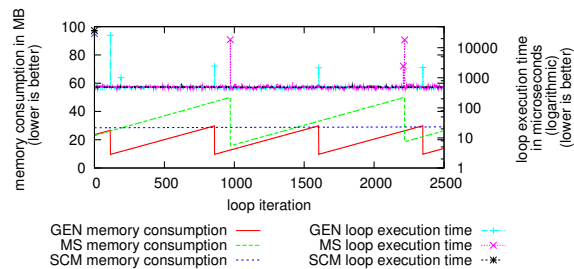 memory consumption in MB
(lower is better)
100
80
60
40
20
0
10000
1000
100
10
1
loop execution time
in microseconds
(logarithmic)
(lower is better)
0 500 1000 1500 2000 2500
loop iteration
GEN memory consumption
MS memory consumption
SCM memory consumption
GEN loop execution time
MS loop execution time
SCM loop execution time